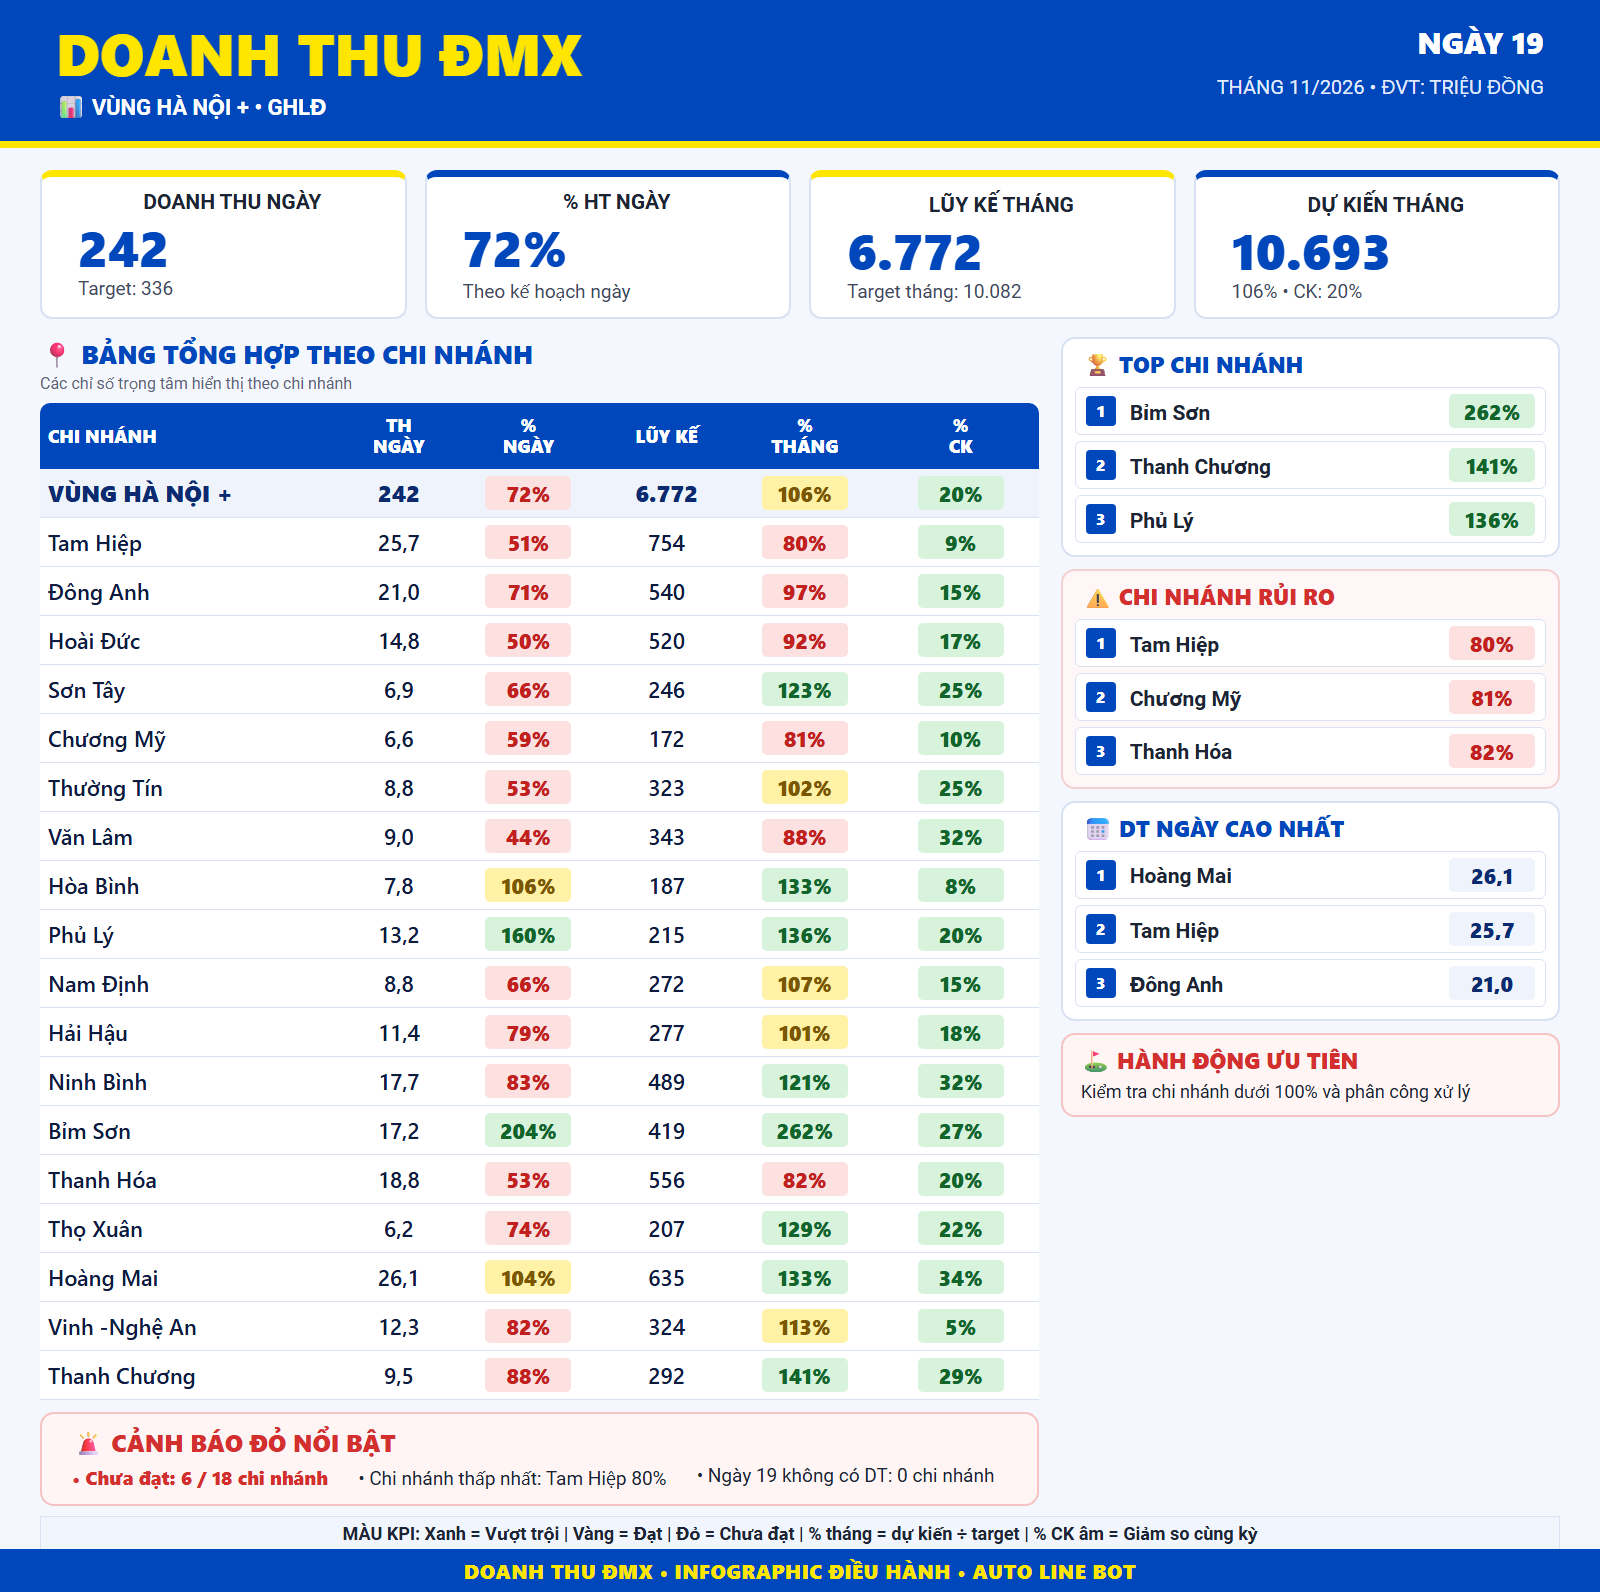 DOANH THU ĐMX
VÙNG HÀ NỘI + • GHLĐ
NGÀY 19
THÁNG 11/2026 • ĐVT: TRIỆU ĐỒNG
DOANH THU NGÀY
242
Target: 336
% HT NGÀY
72%
Theo kế hoạch ngày
LŨY KẾ THÁNG
6.772
Target tháng: 10.082
DỰ KIẾN THÁNG
10.693
106% • CK: 20%
BẢNG TỔNG HỢP THEO CHI NHÁNH
Các chỉ số trọng tâm hiển thị theo chi nhánh
CHI NHÁNH TH NGÀY % NGÀY LŨY KẾ % THÁNG % CK
VÙNG HÀ NỘI + 242 72% 6.772 106% 20%
Tam Hiệp 25,7 51% 754 80% 9%
Đông Anh 21,0 71% 540 97% 15%
Hoài Đức 14,8 50% 520 92% 17%
Sơn Tây 6,9 66% 246 123% 25%
Chương Mỹ 6,6 59% 172 81% 10%
Thường Tín 8,8 53% 323 102% 25%
Văn Lâm 9,0 44% 343 88% 32%
Hòa Bình 7,8 106% 187 133% 8%
Phủ Lý 13,2 160% 215 136% 20%
Nam Định 8,8 66% 272 107% 15%
Hải Hậu 11,4 79% 277 101% 18%
Ninh Bình 17,7 83% 489 121% 32%
Bỉm Sơn 17,2 204% 419 262% 27%
Thanh Hóa 18,8 53% 556 82% 20%
Thọ Xuân 6,2 74% 207 129% 22%
Hoàng Mai 26,1 104% 635 133% 34%
Vinh -Nghệ An 12,3 82% 324 113% 5%
Thanh Chương 9,5 88% 292 141% 29%
TOP CHI NHÁNH
1 Bỉm Sơn 262%
2 Thanh Chương 141%
3 Phủ Lý 136%
CHI NHÁNH RỦI RO
1 Tam Hiệp 80%
2 Chương Mỹ 81%
3 Thanh Hóa 82%
DT NGÀY CAO NHẤT
1 Hoàng Mai 26,1
2 Tam Hiệp 25,7
3 Đông Anh 21,0
HÀNH ĐỘNG ƯU TIÊN
Kiểm tra chi nhánh dưới 100% và phân công xử lý
CẢNH BÁO ĐỎ NỔI BẬT
• Chưa đạt: 6 / 18 chi nhánh • Chi nhánh thấp nhất: Tam Hiệp 80% • Ngày 19 không có DT: 0 chi nhánh
MÀU KPI: Xanh = Vượt trội | Vàng = Đạt | Đỏ = Chưa đạt | % tháng = dự kiến ÷ target | % CK âm = Giảm so cùng kỳ
DOANH THU ĐMX • INFOGRAPHIC ĐIỀU HÀNH • AUTO LINE BOT